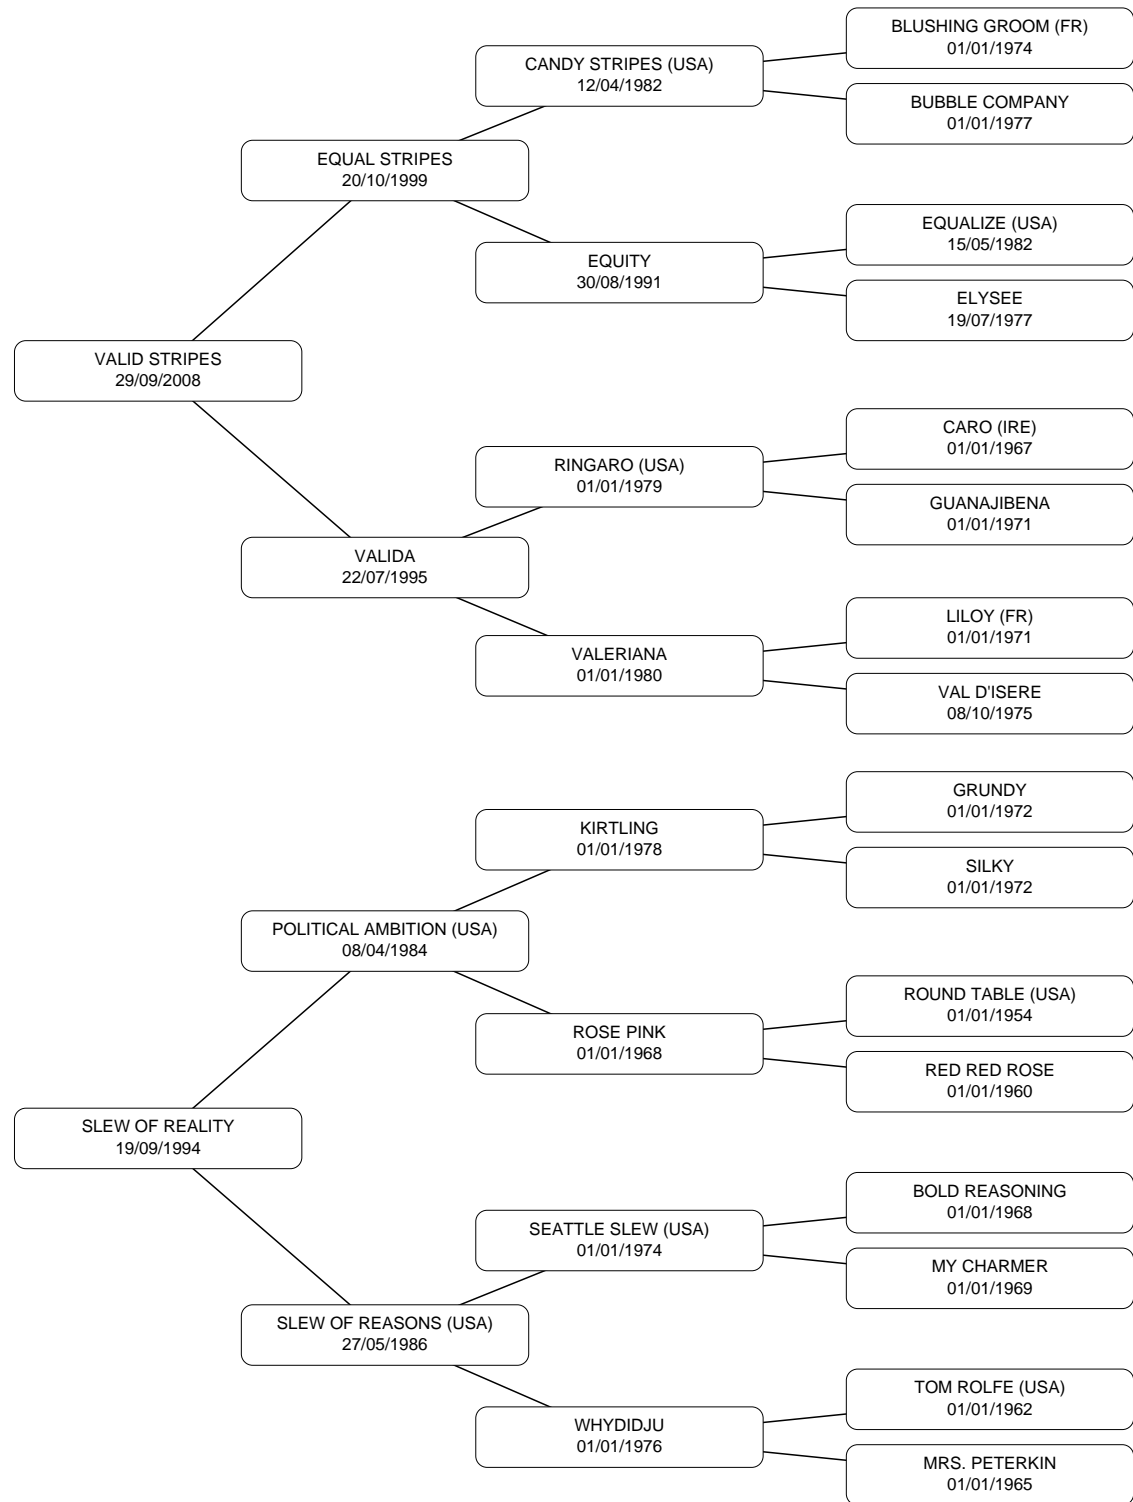 BLUSHING GROOM (FR)
01/01/1974
CANDY STRIPES (USA)
12/04/1982
BUBBLE COMPANY
01/01/1977
EQUAL STRIPES
20/10/1999
EQUALIZE (USA)
15/05/1982
EQUITY
30/08/1991
ELYSEE
19/07/1977
VALID STRIPES
29/09/2008
CARO (IRE)
01/01/1967
RINGARO (USA)
01/01/1979
GUANAJIBENA
01/01/1971
VALIDA
22/07/1995
LILOY (FR)
01/01/1971
VALERIANA
01/01/1980
VAL D'ISERE
08/10/1975
GRUNDY
01/01/1972
KIRTLING
01/01/1978
SILKY
01/01/1972
POLITICAL AMBITION (USA)
08/04/1984
ROUND TABLE (USA)
01/01/1954
ROSE PINK
01/01/1968
RED RED ROSE
01/01/1960
SLEW OF REALITY
19/09/1994
BOLD REASONING
01/01/1968
SEATTLE SLEW (USA)
01/01/1974
MY CHARMER
01/01/1969
SLEW OF REASONS (USA)
27/05/1986
TOM ROLFE (USA)
01/01/1962
WHYDIDJU
01/01/1976
MRS. PETERKIN
01/01/1965